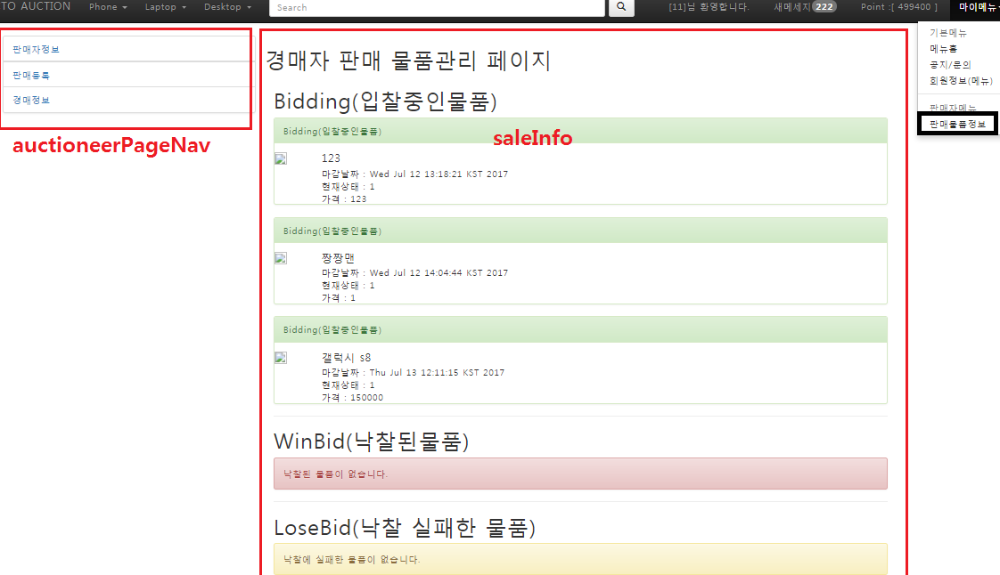 TO AUCTION Phone Laptop Desktop Search [11]님 환영합니다. 새메세지 222 Point :[ 499400 ] 마이메뉴
판매자정보
판매등록
경매정보
auctioneerPageNav
경매자 판매 물품관리 페이지
Bidding(입찰중인물품)
Bidding(입찰중인물품)
saleInfo
123
마감날짜 : Wed Jul 12 13:18:21 KST 2017
현재상태 : 1
가격 : 123
Bidding(입찰중인물품)
짱짱맨
마감날짜 : Wed Jul 12 14:04:44 KST 2017
현재상태 : 1
가격 : 1
Bidding(입찰중인물품)
갤럭시 s8
마감날짜 : Thu Jul 13 12:11:15 KST 2017
현재상태 : 1
가격 : 150000
WinBid(낙찰된물품)
낙찰된 물품이 없습니다.
LoseBid(낙찰 실패한 물품)
낙찰에 실패한 물품이 없습니다.
기본메뉴
메뉴홈
공지/문의
회원정보(메뉴)
판매자메뉴
판매물품정보